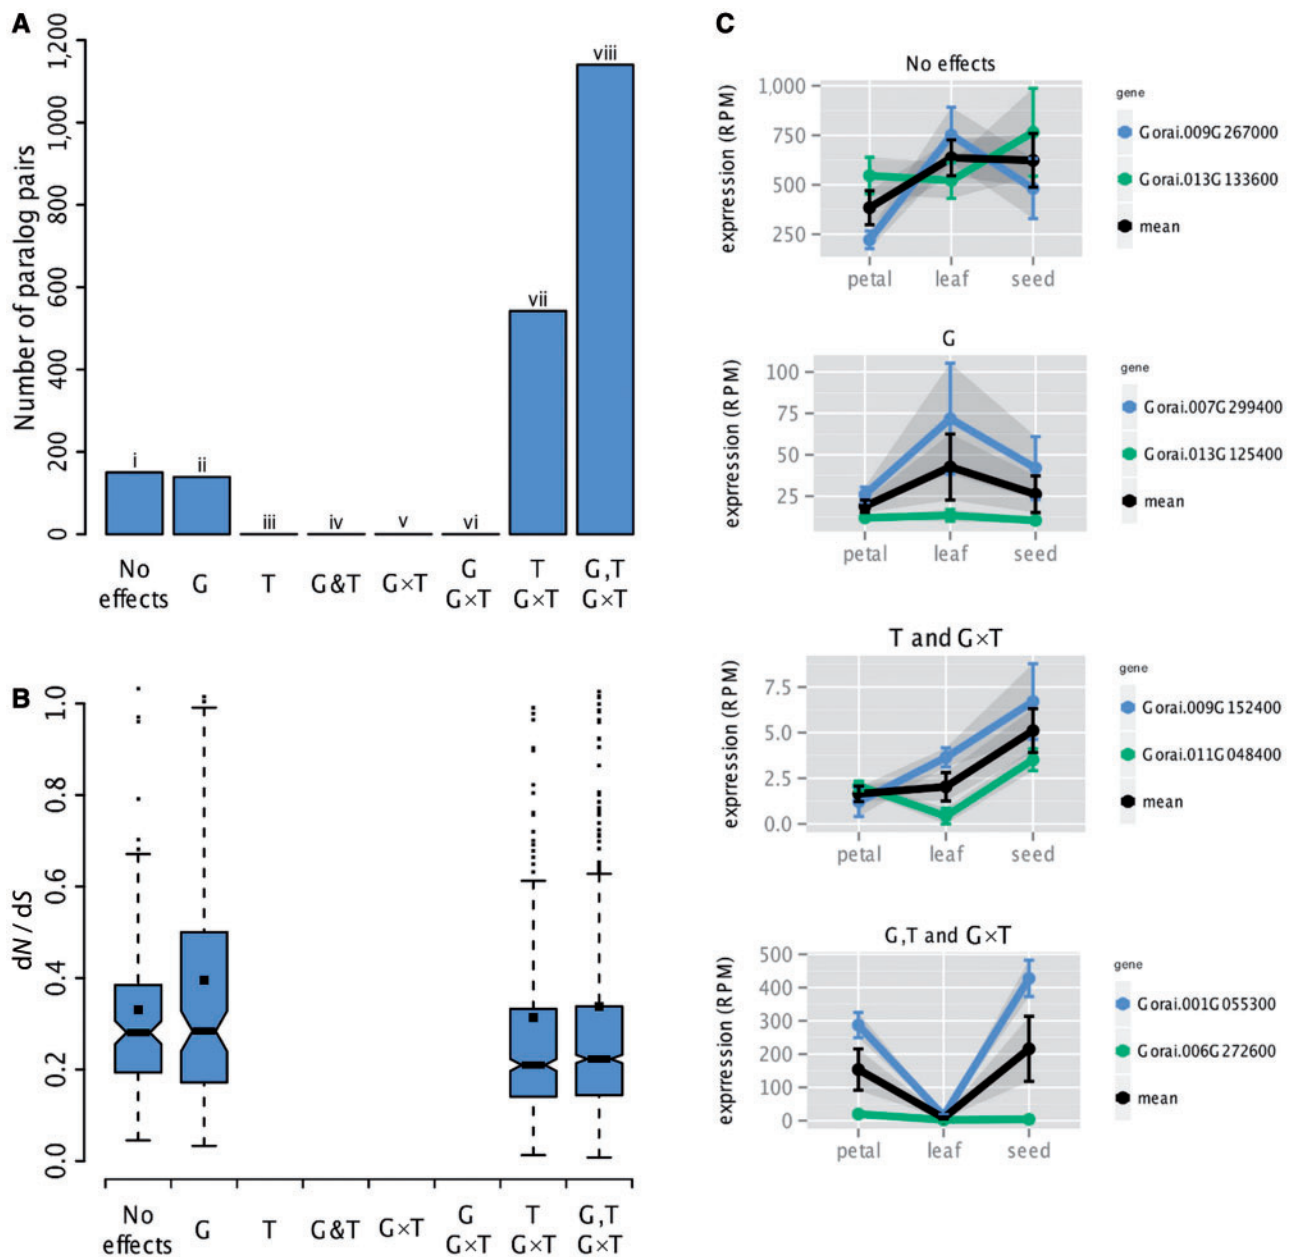 A
Number of paralog pairs
1,200
1,000
800
600
400
200
0
i
ii
iii
iv
v
vi
vii
viii
No effects
G
T
G&T
G×T
G G×T
T G×T
G,T G×T
B
dN / dS
1.0
0.8
0.6
0.4
0.2
0.0
No effects
G
T
G&T
G×T
G G×T
T G×T
G,T G×T
C
No effects
exprression (RPM)
1,000
750
500
250
petal leaf seed
gene
Gorai.009G267000
Gorai.013G133600
mean
G
exprression (RPM)
100
75
50
25
petal leaf seed
gene
Gorai.007G299400
Gorai.013G125400
mean
T and G×T
exprression (RPM)
7.5
5.0
2.5
0.0
petal leaf seed
gene
Gorai.009G152400
Gorai.011G048400
mean
G,T and G×T
exprression (RPM)
500
400
300
200
100
0
petal leaf seed
gene
Gorai.001G055300
Gorai.006G272600
mean